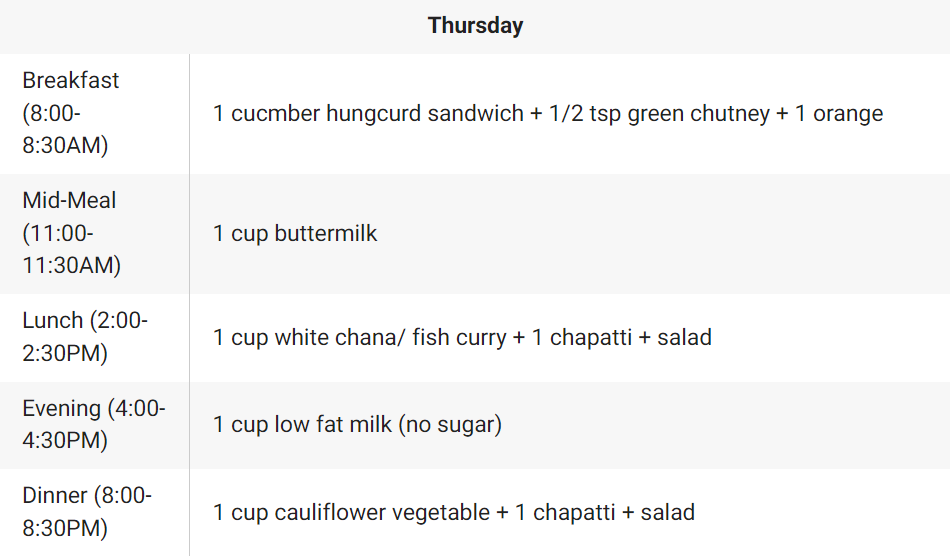 Thursday
Breakfast
(8:00-
8:30AM)
1 cucmber hungcurd sandwich + 1/2 tsp green chutney + 1 orange
Mid-Meal
(11:00-
11:30AM)
1 cup buttermilk
Lunch (2:00-
2:30PM)
1 cup white chana/ fish curry + 1 chapatti + salad
Evening (4:00-
4:30PM)
1 cup low fat milk (no sugar)
Dinner (8:00-
8:30PM)
1 cup cauliflower vegetable + 1 chapatti + salad